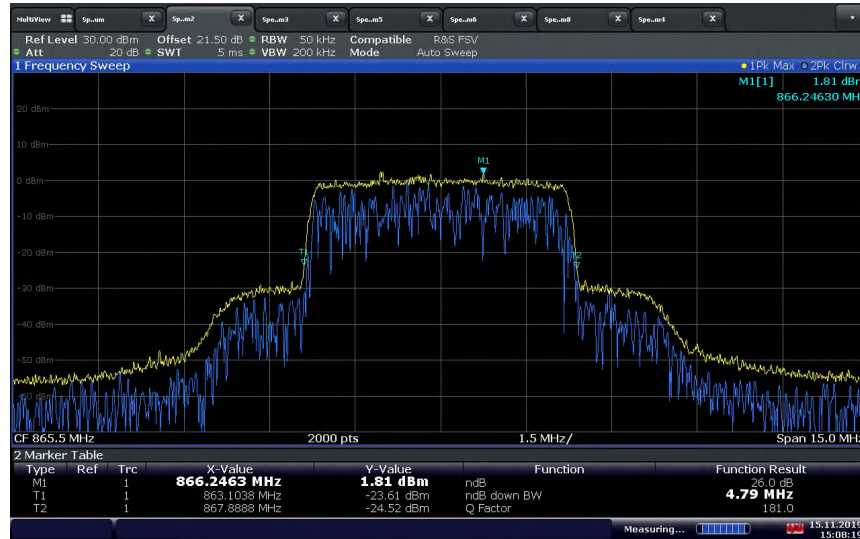 MultiView Sp..um X Sp..m2 X Spe..m3 X Spe..m5 X Spe..m6 X Spe..m8 X Spe..m4 X
Ref Level 30.00 dBm Offset 21.50 dB RBW 50 kHz Compatible R&S FSV
Att 20 dB SWT 5 ms VBW 200 kHz Mode Auto Sweep
1 Frequency Sweep 1Pk Max 2Pk Clrw
M1[1] 1.81 dBm
866.24630 MH
20 dBm
10 dBm
M1
0 dBm
-10 dBm
-20 dBm
T1
T2
-30 dBm
-40 dBm
-50 dBm
-60 dBm
CF 865.5 MHz 2000 pts 1.5 MHz/ Span 15.0 MHz
2 Marker Table
Type Ref Trc X-Value Y-Value Function Function Result
M1 1 866.2463 MHz 1.81 dBm ndB 26.0 dB
T1 1 863.1038 MHz -23.61 dBm ndB down BW 4.79 MHz
T2 1 867.8888 MHz -24.52 dBm Q Factor 181.0
Measuring... 15.11.2019
15:08:19